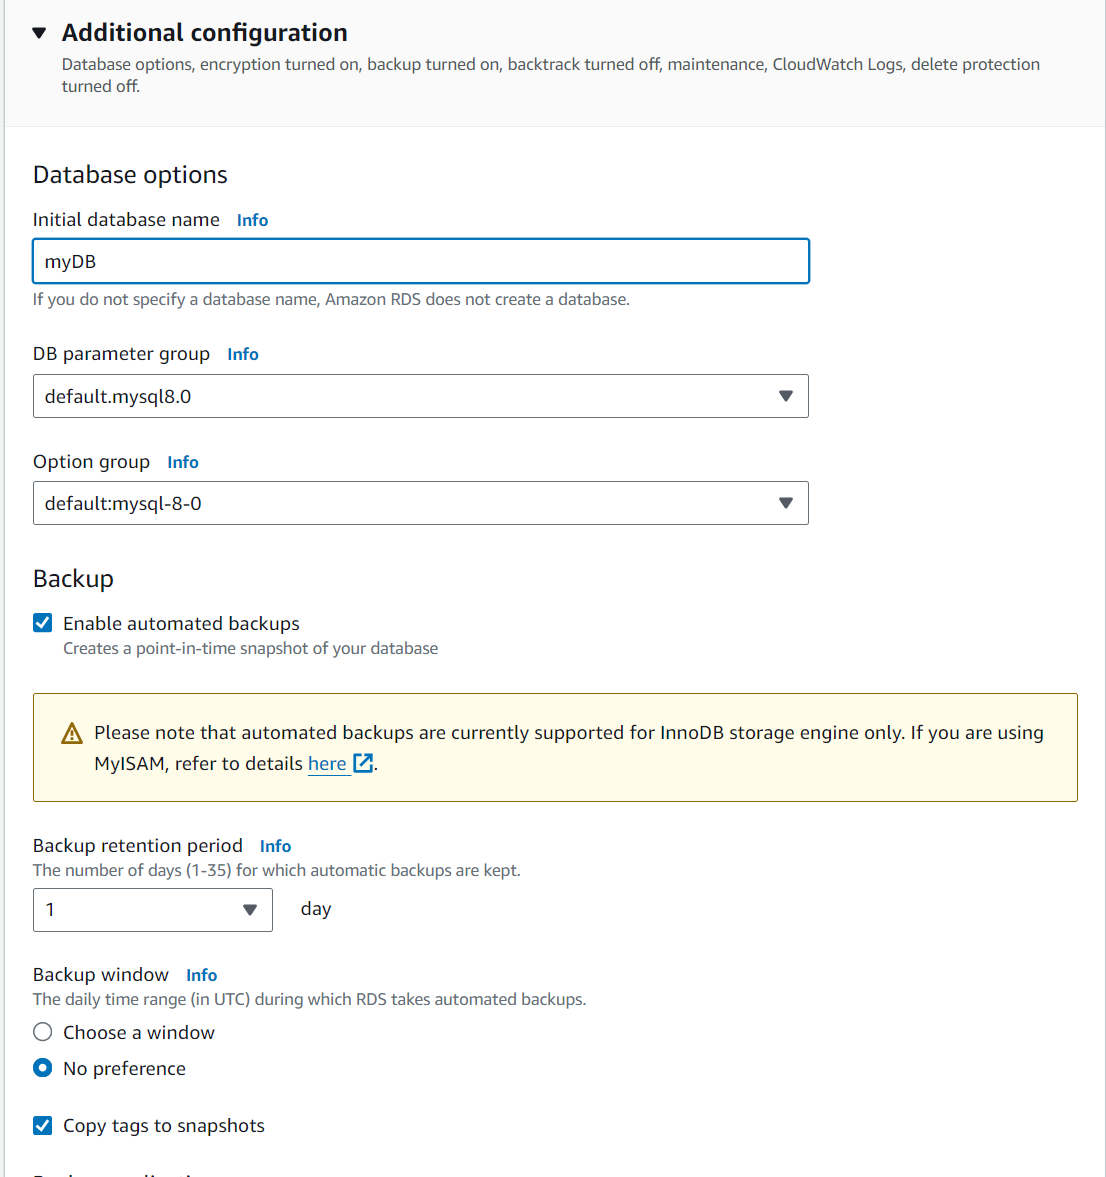 Additional configuration
Database options, encryption turned on, backup turned on, backtrack turned off, maintenance, CloudWatch Logs, delete protection
turned off.
Database options
Initial database name Info
myDB
If you do not specify a database name, Amazon RDS does not create a database.
DB parameter group Info
default.mysql8.0
Option group Info
default:mysql-8-0
Backup
Enable automated backups
Creates a point-in-time snapshot of your database
Please note that automated backups are currently supported for InnoDB storage engine only. If you are using
MyISAM, refer to details here.
Backup retention period Info
The number of days (1-35) for which automatic backups are kept.
1 day
Backup window Info
The daily time range (in UTC) during which RDS takes automated backups.
Choose a window
No preference
Copy tags to snapshots